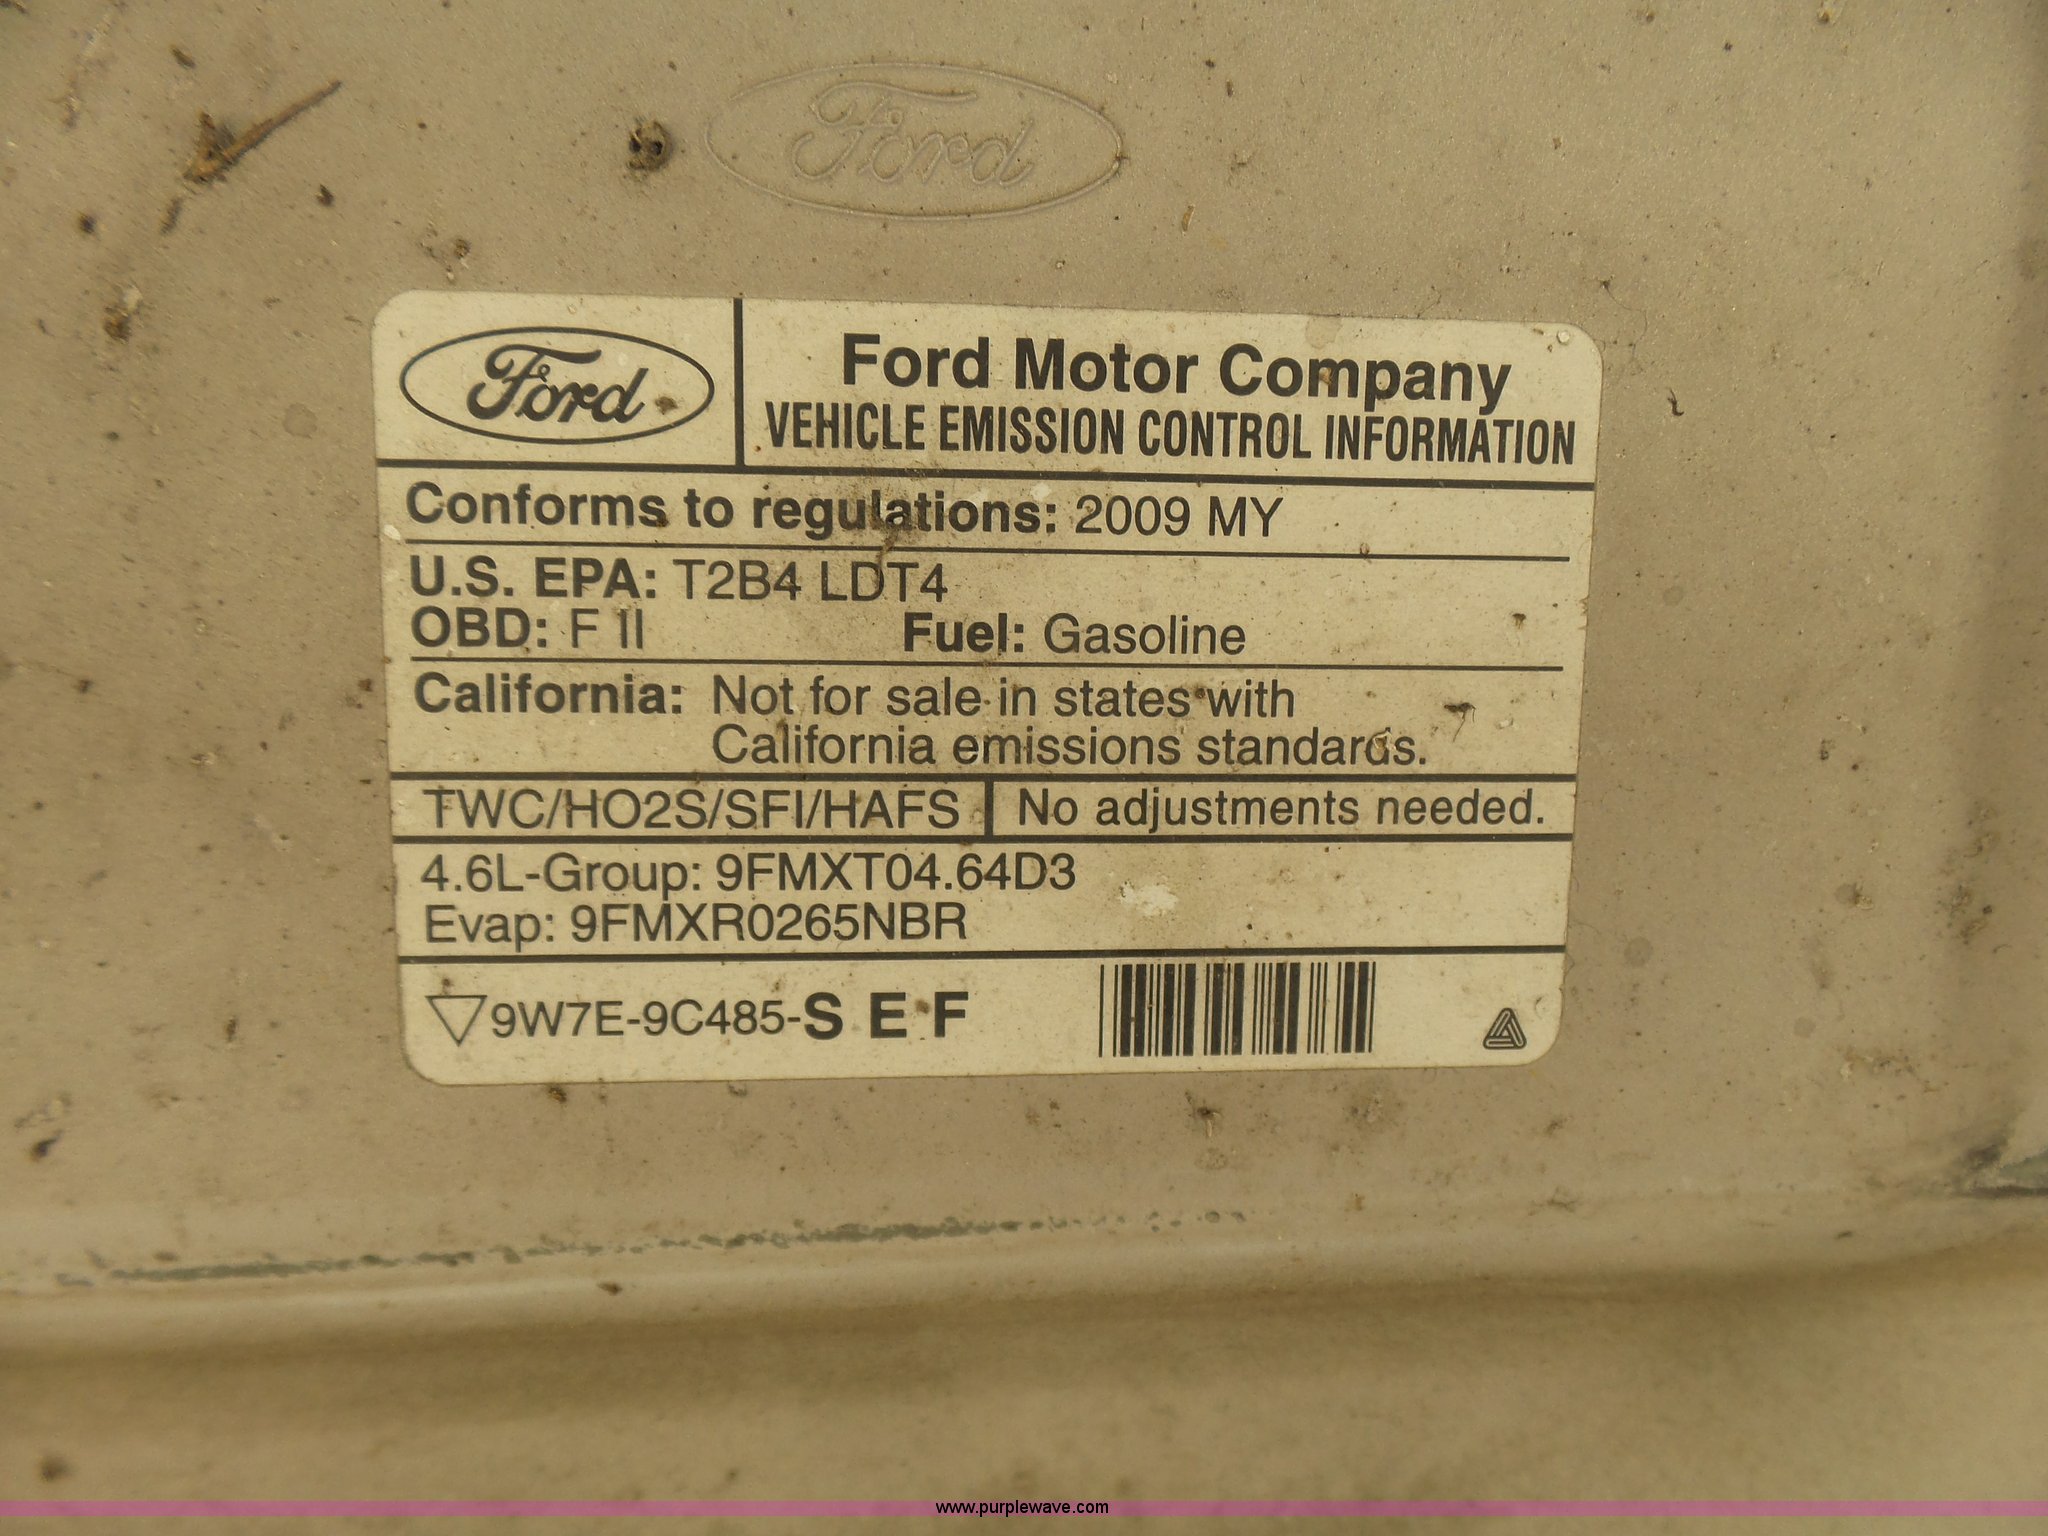 Ford
Ford
Ford Motor Company
VEHICLE EMISSION CONTROL INFORMATION
Conforms to regulations: 2009 MY
U.S. EPA: T2B4 LDT4
OBD: F II Fuel: Gasoline
California: Not for sale in states with
California emissions standards.
TWC/HO2S/SFI/HAFS No adjustments needed.
4.6L-Group: 9FMXT04.64D3
Evap: 9FMXR0265NBR
9W7E-9C485-S E F
www.purplewave.com